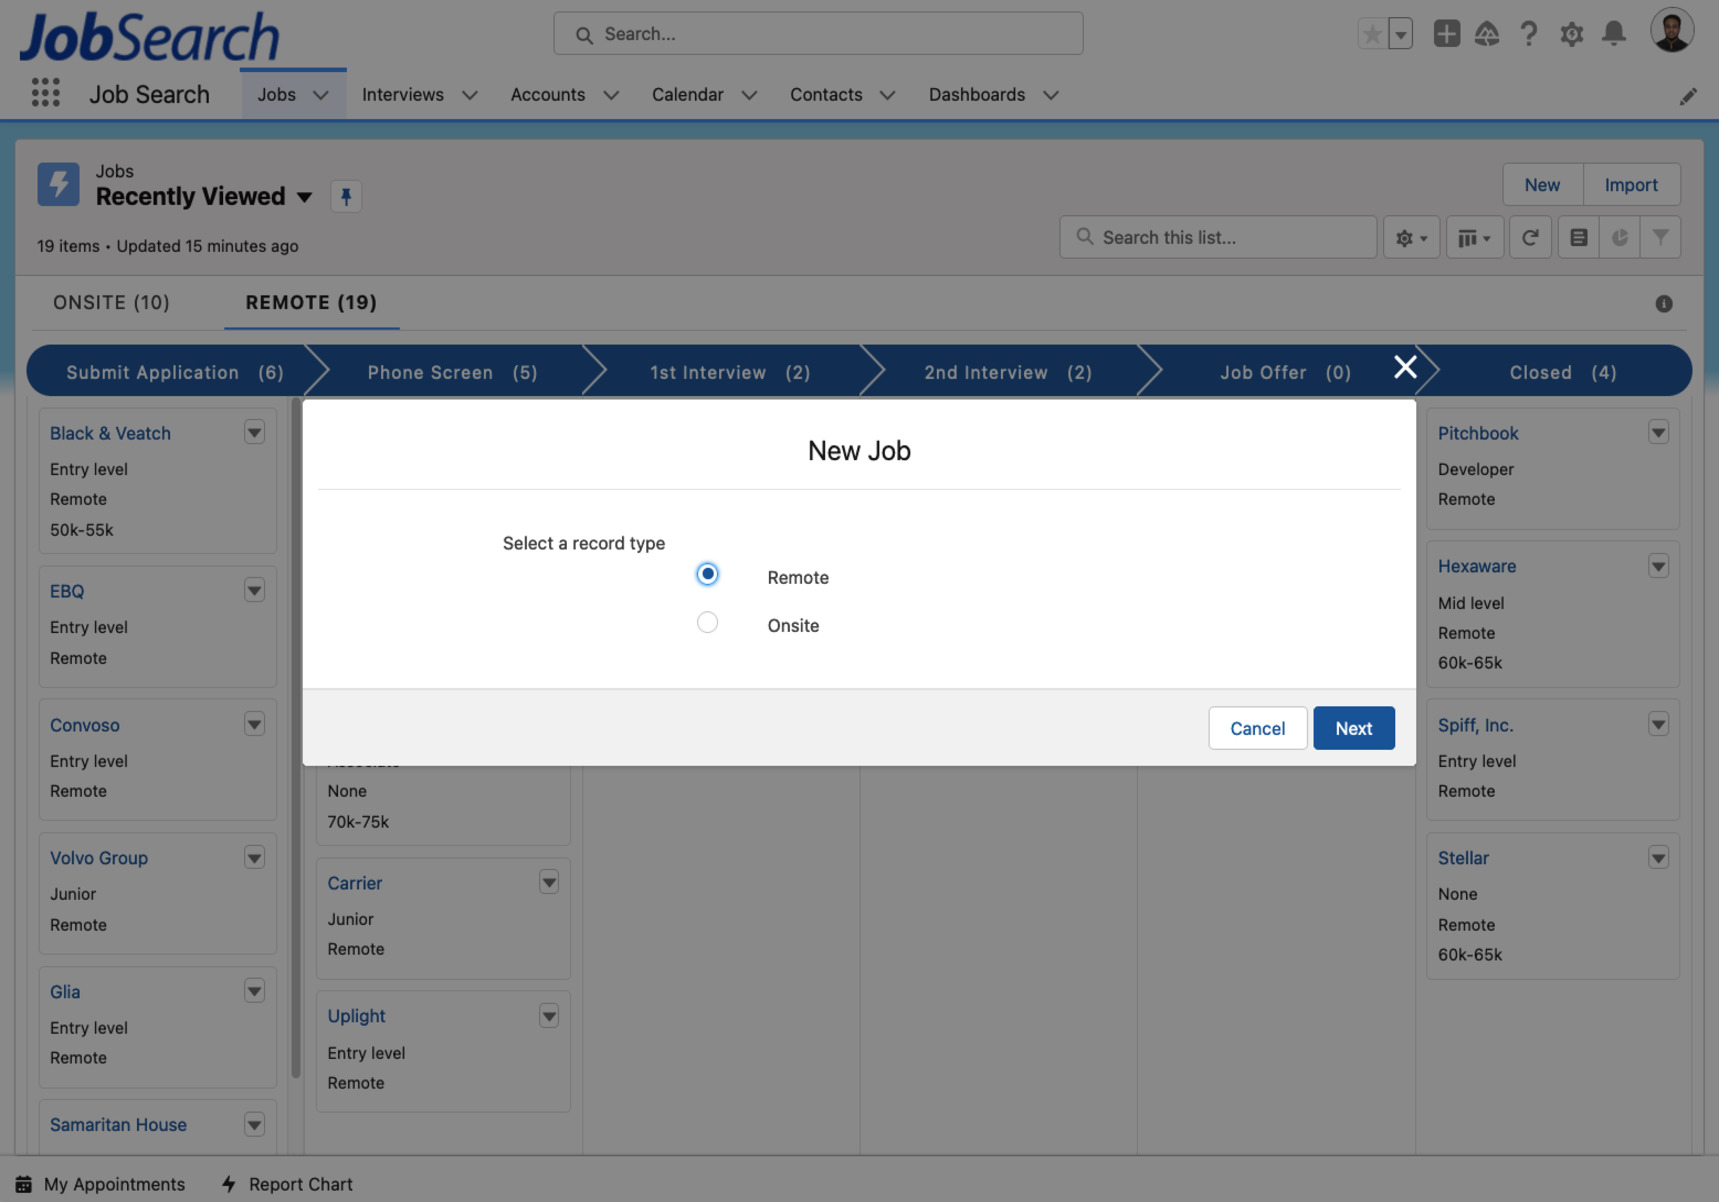 JobSearch
Search...
Job Search
Jobs
Interviews
Accounts
Calendar
Contacts
Dashboards
Jobs
Recently Viewed
New
Import
19 items • Updated 15 minutes ago
Search this list...
ONSITE (10)
REMOTE (19)
Submit Application (6)
Phone Screen (5)
1st Interview (2)
2nd Interview (2)
Job Offer (0)
Closed (4)
Black & Veatch
Entry level
Remote
50k-55k
EBQ
Entry level
Remote
Convoso
Entry level
Remote
Volvo Group
Junior
Remote
Glia
Entry level
Remote
Samaritan House
New Job
Select a record type
Remote
Onsite
Cancel
Next
None
70k-75k
Carrier
Junior
Remote
Uplight
Entry level
Remote
Pitchbook
Developer
Remote
Hexaware
Mid level
Remote
60k-65k
Spiff, Inc.
Entry level
Remote
Stellar
None
Remote
60k-65k
My Appointments
Report Chart